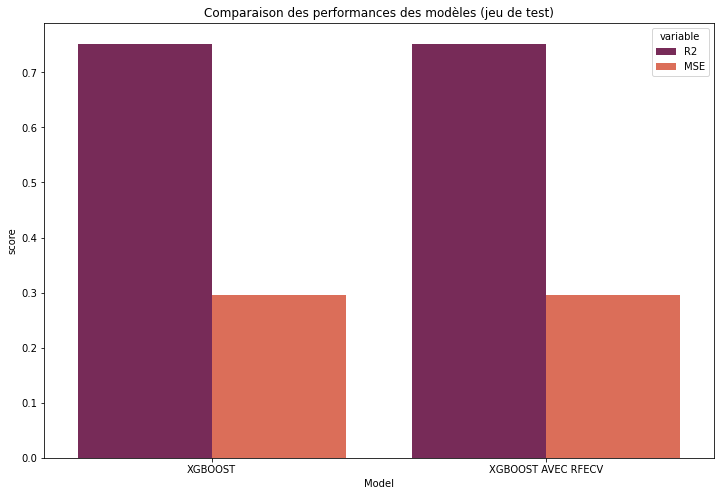 Comparaison des performances des modèles (jeu de test)
variable
R2
MSE
score
0.7
0.6
0.5
0.4
0.3
0.2
0.1
0.0
XGBOOST
XGBOOST AVEC RFECV
Model